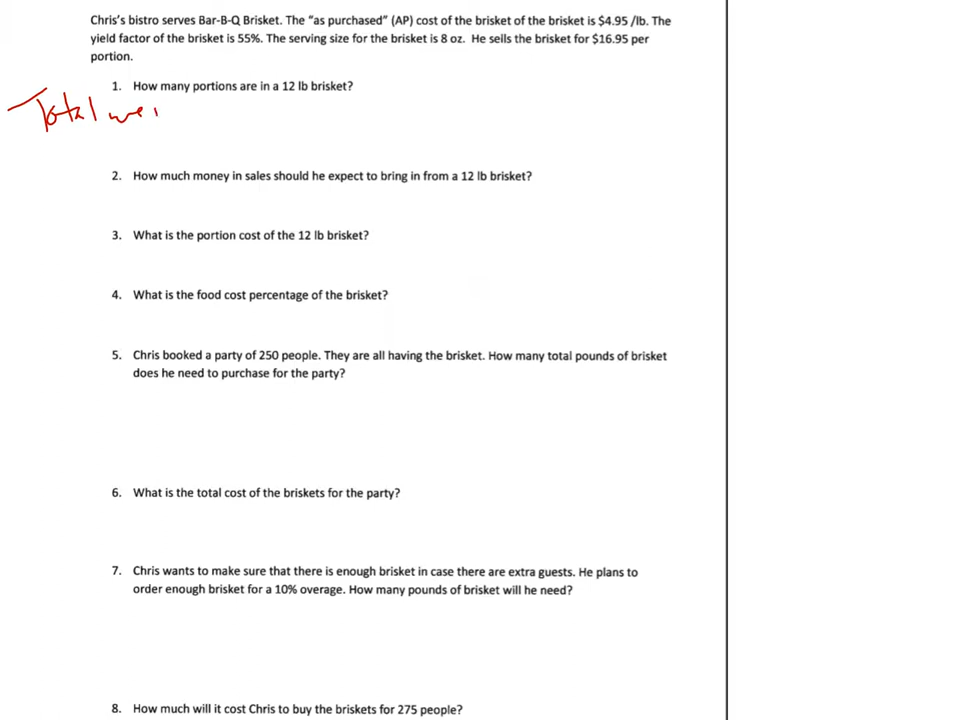 Chris's bistro serves Bar-B-Q Brisket. The "as purchased" (AP) cost of the brisket of the brisket is $4.95 /lb. The
yield factor of the brisket is 55%. The serving size for the brisket is 8 oz. He sells the brisket for $16.95 per
portion.
1. How many portions are in a 12 lb brisket?
Total we
2. How much money in sales should he expect to bring in from a 12 lb brisket?
3. What is the portion cost of the 12 lb brisket?
4. What is the food cost percentage of the brisket?
5. Chris booked a party of 250 people. They are all having the brisket. How many total pounds of brisket
does he need to purchase for the party?
6. What is the total cost of the briskets for the party?
7. Chris wants to make sure that there is enough brisket in case there are extra guests. He plans to
order enough brisket for a 10% overage. How many pounds of brisket will he need?
8. How much will it cost Chris to buy the briskets for 275 people?